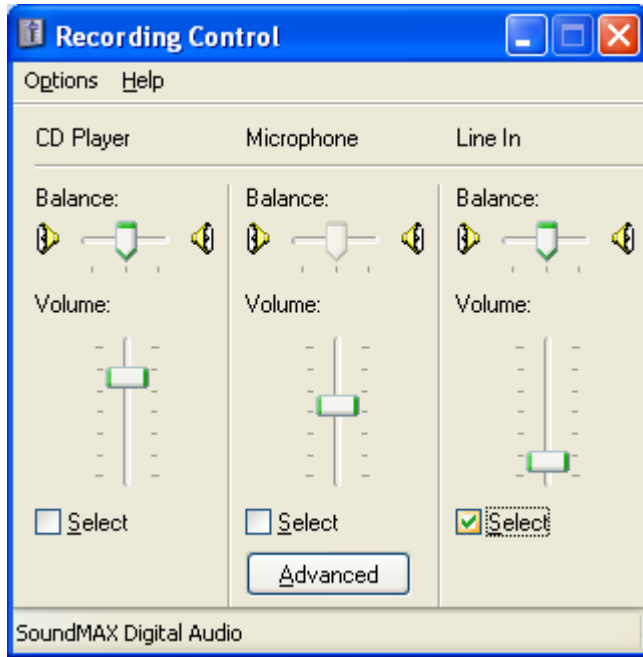 Recording Control
Options Help
CD Player Microphone Line In
Balance: Balance: Balance:
Volume: Volume: Volume:
Select Select Select
Advanced
SoundMAX Digital Audio